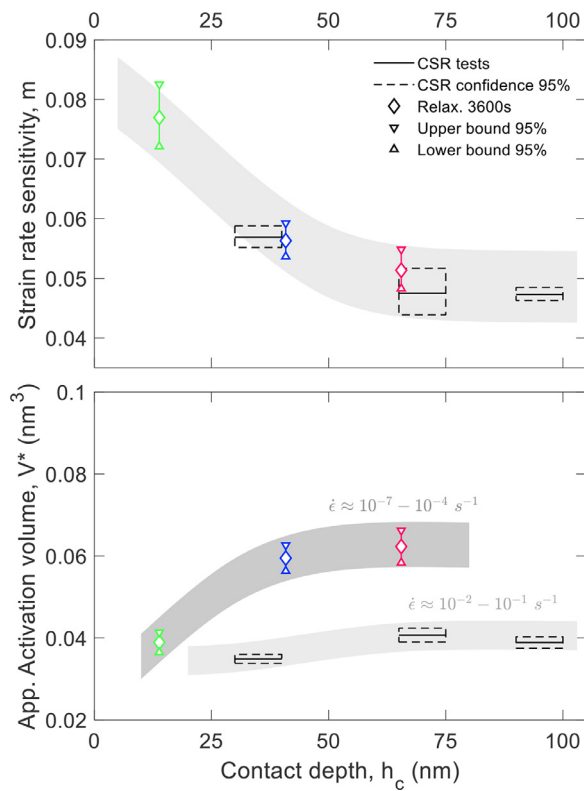 0 25 50 75 100
0.09
0.08
0.07
0.06
0.05
0.04
Strain rate sensitivity, m
CSR tests
CSR confidence 95%
Relax. 3600s
Upper bound 95%
Lower bound 95%
0.1
0.08
0.06
0.04
0.02
App. Activation volume, V* (nm³)
ε̇ ≈ 10⁻⁷ − 10⁻⁴ s⁻¹
ε̇ ≈ 10⁻² − 10⁻¹ s⁻¹
0 25 50 75 100
Contact depth, h_c (nm)